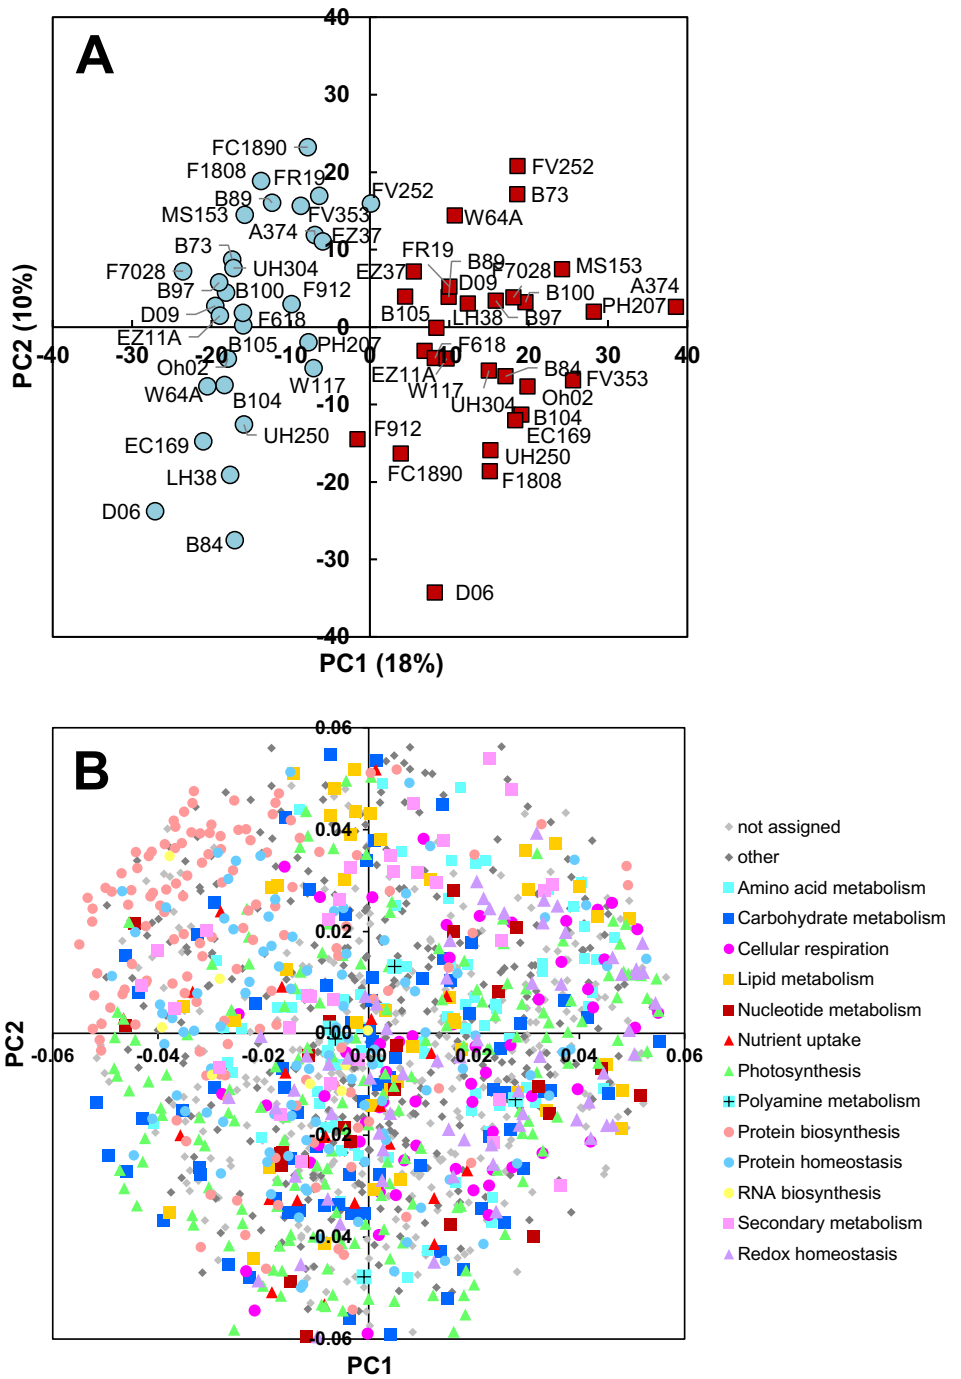 A
40
30
20
10
0
-10
-20
-30
-40
-40
-30
-20
-10
0
10
20
30
40
PC2 (10%)
PC1 (18%)
FC1890
F1808
FR19
B89
MS153
FV353
FV252
A374
EZ37
B73
F7028
UH304
B97
B100
F912
D09
EZ11A
F618
B105
PH207
Oh02
W117
W64A
B104
EC169
UH250
LH38
D06
B84
FV252
B73
W64A
FR19
B89
EZ37
D09
F7028
MS153
A374
B100
PH207
B105
LH38
B97
F618
EZ11A
W117
B84
FV353
UH304
Oh02
B104
F912
EC169
FC1890
UH250
F1808
D06
B
0.06
0.04
0.02
0.00
-0.02
-0.04
-0.06
-0.06
-0.04
-0.02
0.00
0.02
0.04
0.06
PC2
PC1
not assigned
other
Amino acid metabolism
Carbohydrate metabolism
Cellular respiration
Lipid metabolism
Nucleotide metabolism
Nutrient uptake
Photosynthesis
Polyamine metabolism
Protein biosynthesis
Protein homeostasis
RNA biosynthesis
Secondary metabolism
Redox homeostasis